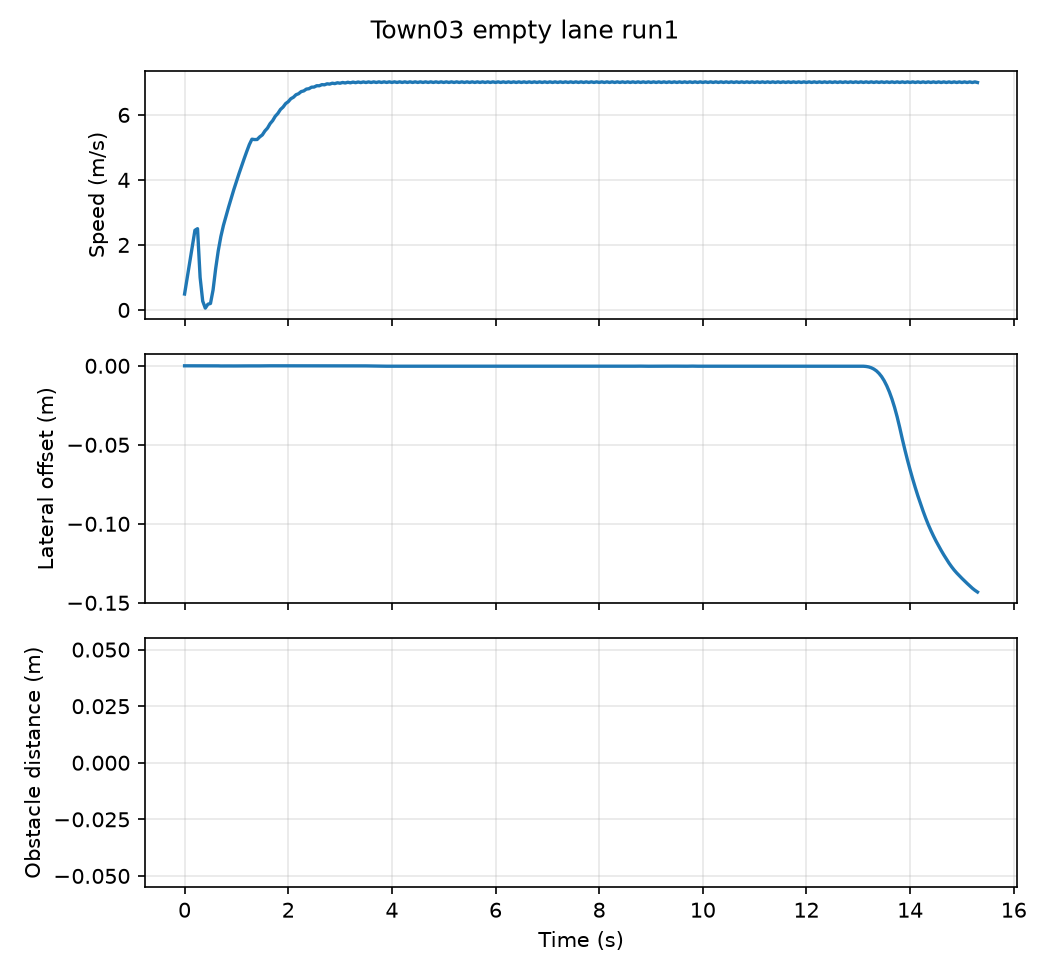 Town03 empty lane run1
Speed (m/s)
6
4
2
0
Lateral offset (m)
0.00
−0.05
−0.10
−0.15
Obstacle distance (m)
0.050
0.025
0.000
−0.025
−0.050
0 2 4 6 8 10 12 14 16
Time (s)